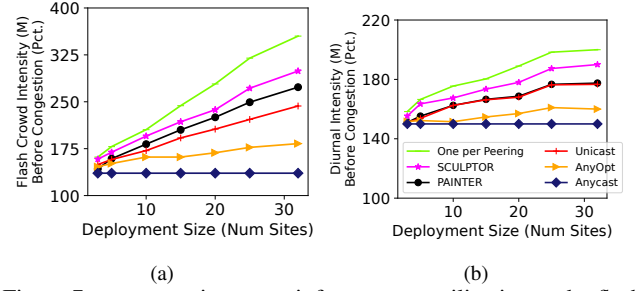 Flash Crowd Intensity (M)
Before Congestion (Pct.)
400
325
250
175
100
10
20
30
Deployment Size (Num Sites)
(a)
Diurnal Intensity (M)
Before Congestion (Pct.)
220
180
140
100
One per Peering
SCULPTOR
PAINTER
Unicast
AnyOpt
Anycast
10
20
30
Deployment Size (Num Sites)
(b)